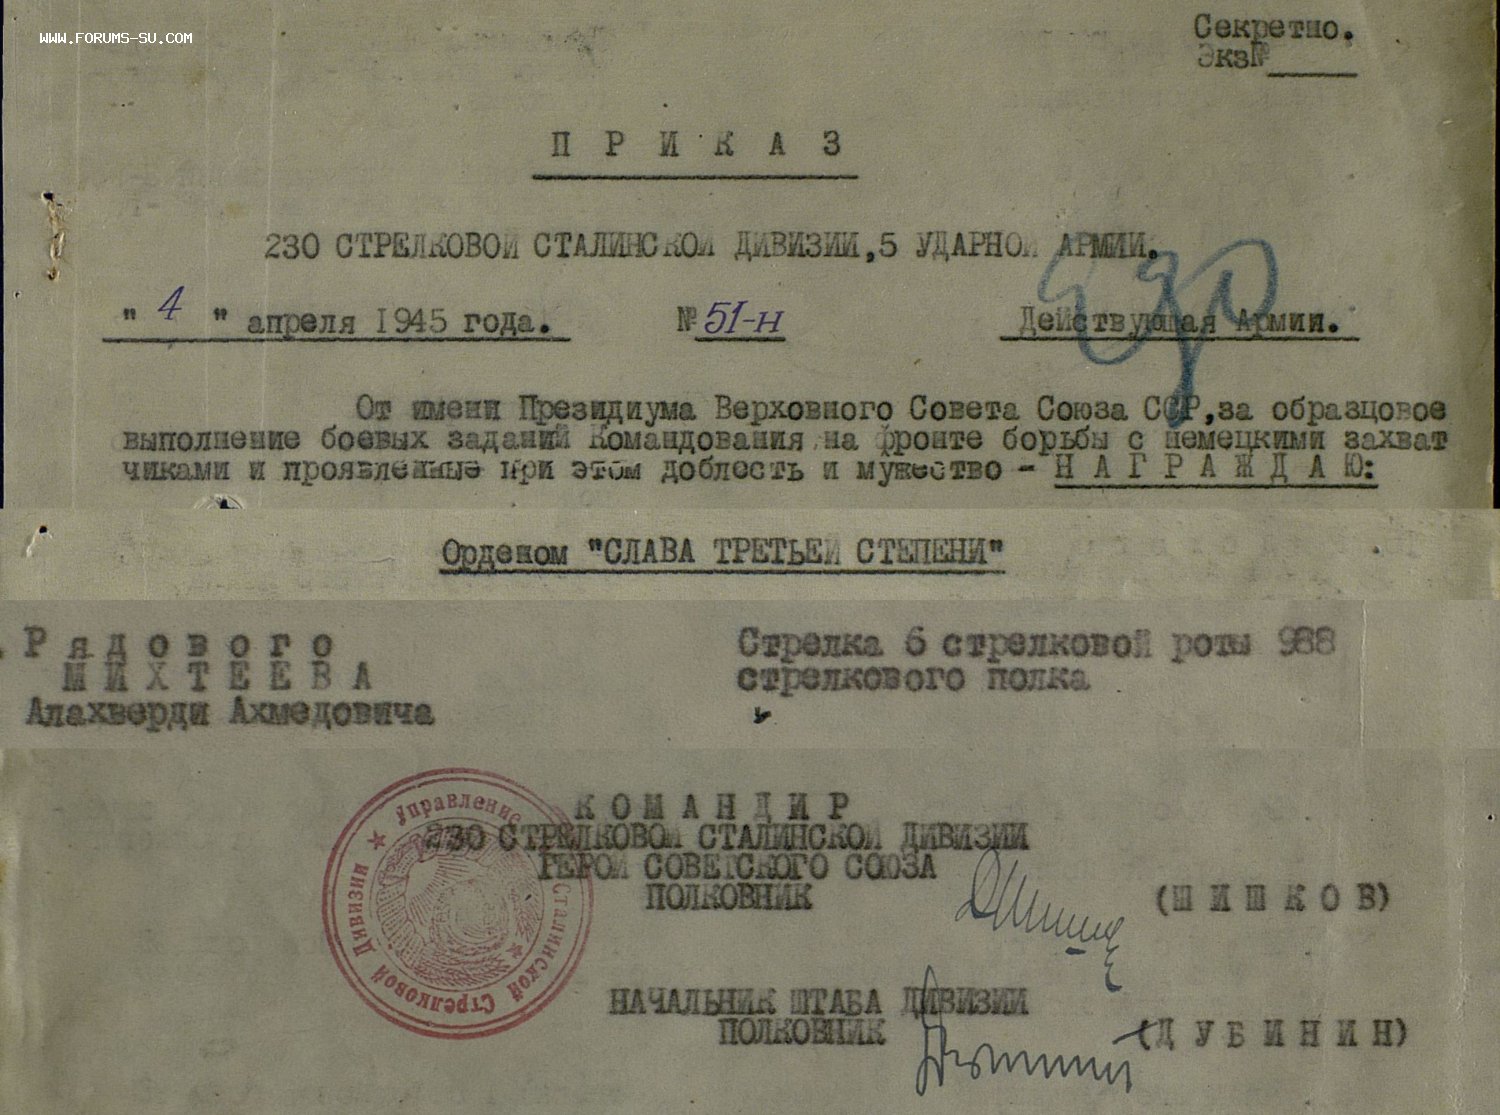 WWW.FORUMS-SU.COM
Секретно.
Экз№
П Р И К А З
230 СТРЕЛКОВОЙ СТАЛИНСКОЙ ДИВИЗИИ, 5 УДАРНОЙ АРМИИ.
" 4 " апреля 1945 года. № 51-н Действующая Армия.
От имени Президиума Верховного Совета Союза ССР, за образцовое
выполнение боевых заданий Командования на фронте борьбы с немецкими захват
чиками и проявленные при этом доблесть и мужество - Н А Г Р А Ж Д А Ю:
Орденом "СЛАВА ТРЕТЬЕЙ СТЕПЕНИ"
Р я д о в о г о
М И Х Т Е Е В А
Алахверди Ахмедовича
Стрелка 6 стрелковой роты 988
стрелкового полка
К О М А Н Д И Р
230 СТРЕЛКОВОЙ СТАЛИНСКОЙ ДИВИЗИИ
ГЕРОЙ СОВЕТСКОГО СОЮЗА
ПОЛКОВНИК (Ш И Ш К О В)
НАЧАЛЬНИК ШТАБА ДИВИЗИИ
ПОЛКОВНИК (Д У Б И Н И Н)
Управление Сталинской Стрелковой Дивизии